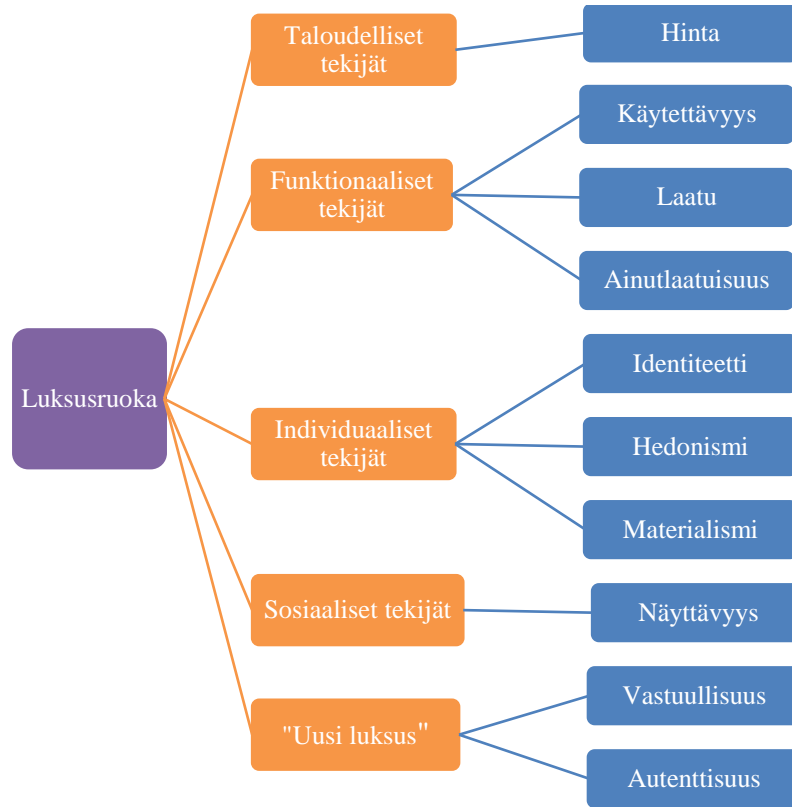 Luksusruoka
Taloudelliset
tekijät
Hinta
Funktionaaliset
tekijät
Käytettävyys
Laatu
Ainutlaatuisuus
Individuaaliset
tekijät
Identiteetti
Hedonismi
Materialismi
Sosiaaliset tekijät
Näyttävyys
"Uusi luksus"
Vastuullisuus
Autenttisuus